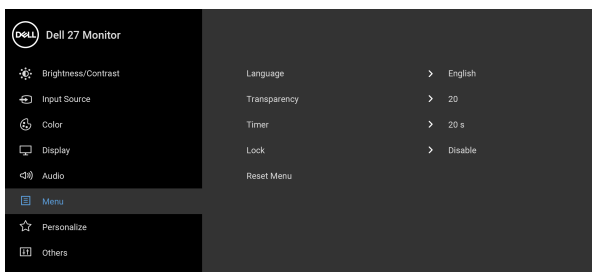 DELL Dell 27 Monitor
Brightness/Contrast
Input Source
Color
Display
Audio
Menu
Personalize
Others
Language > English
Transparency > 20
Timer > 20 s
Lock > Disable
Reset Menu